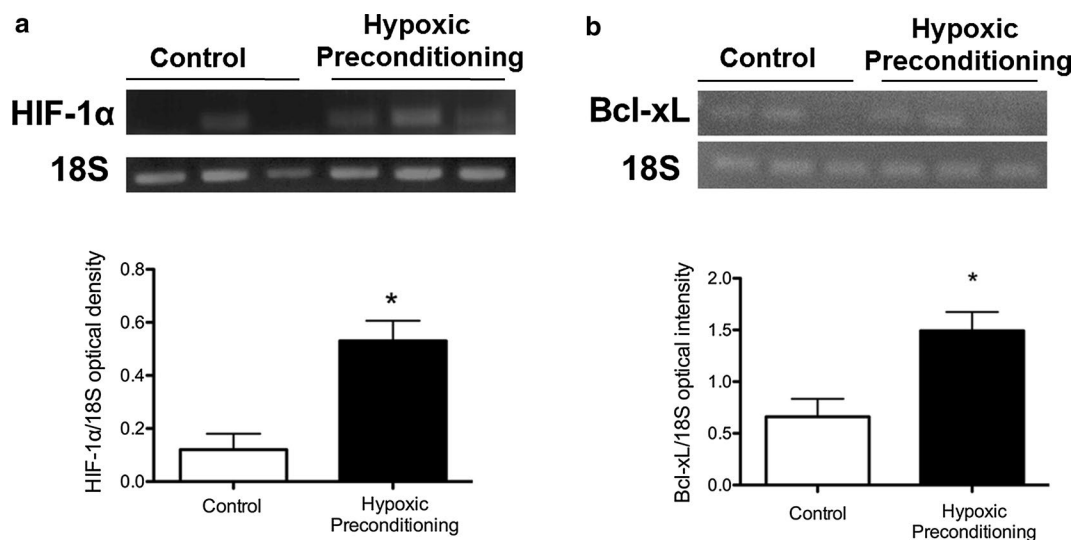 a
Control
Hypoxic
Preconditioning
HIF-1α
18S
HIF-1α/18S optical density
0.8
0.6
0.4
0.2
0.0
*
Control
Hypoxic
Preconditioning
b
Control
Hypoxic
Preconditioning
Bcl-xL
18S
Bcl-xL/18S optical intensity
2.0
1.5
1.0
0.5
0.0
*
Control
Hypoxic
Preconditioning